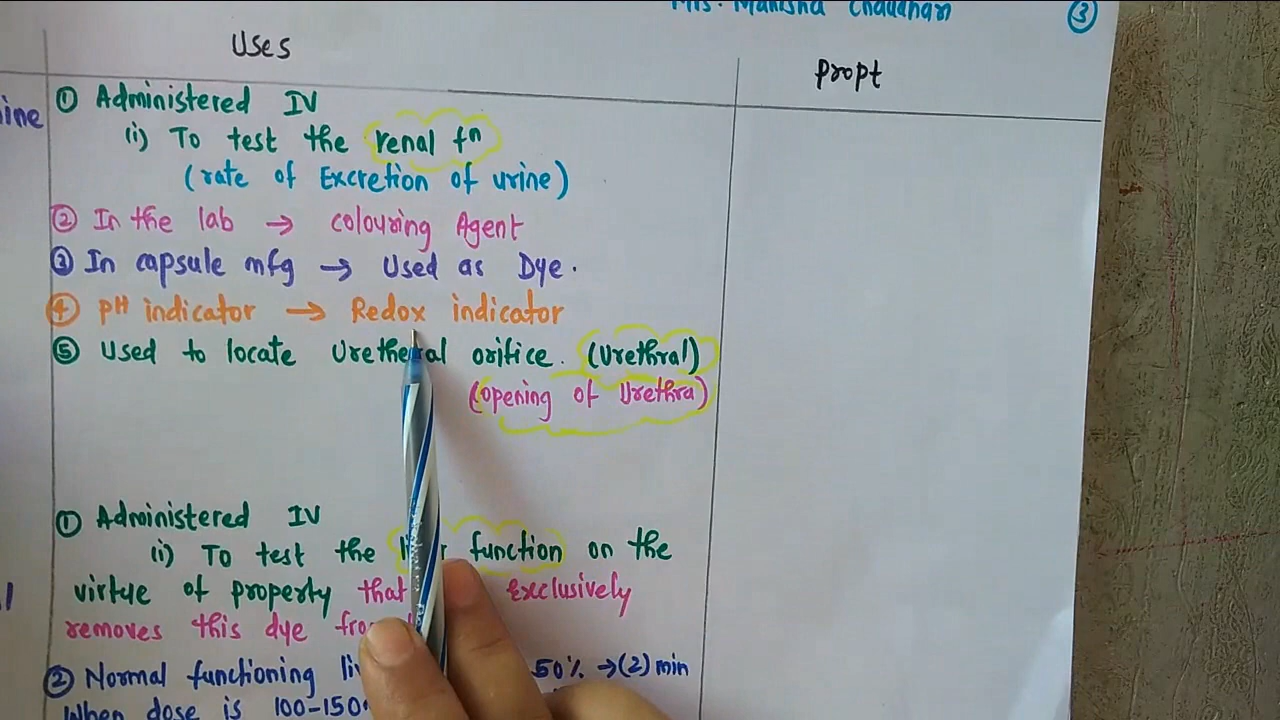 Mrs. Manisha Chaudhari
3
Uses
Propt
ine
① Administered IV
(i) To test the renal fn
(rate of Excretion of urine)
② In the lab → colouring Agent
③ In capsule mfg → Used as Dye.
④ pH indicator → Redox indicator
⑤ Used to locate Uretheral orifice. (Urethral)
(opening of Urethra)
① Administered IV
(i) To test the function on the
virtue of property that exclusively
removes this dye
② Normal functioning 50% → (2) min
When dose is 100-150